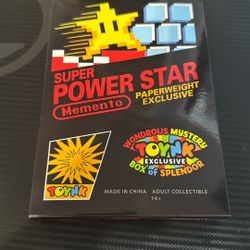 SUPER
POWER STAR
Memento
PAPERWEIGHT
EXCLUSIVE
TOYNK
WONDROUS MYSTERY
TOYNK
EXCLUSIVE
BOX OF SPLENDOR
MADE IN CHINA ADULT COLLECTIBLE
14+